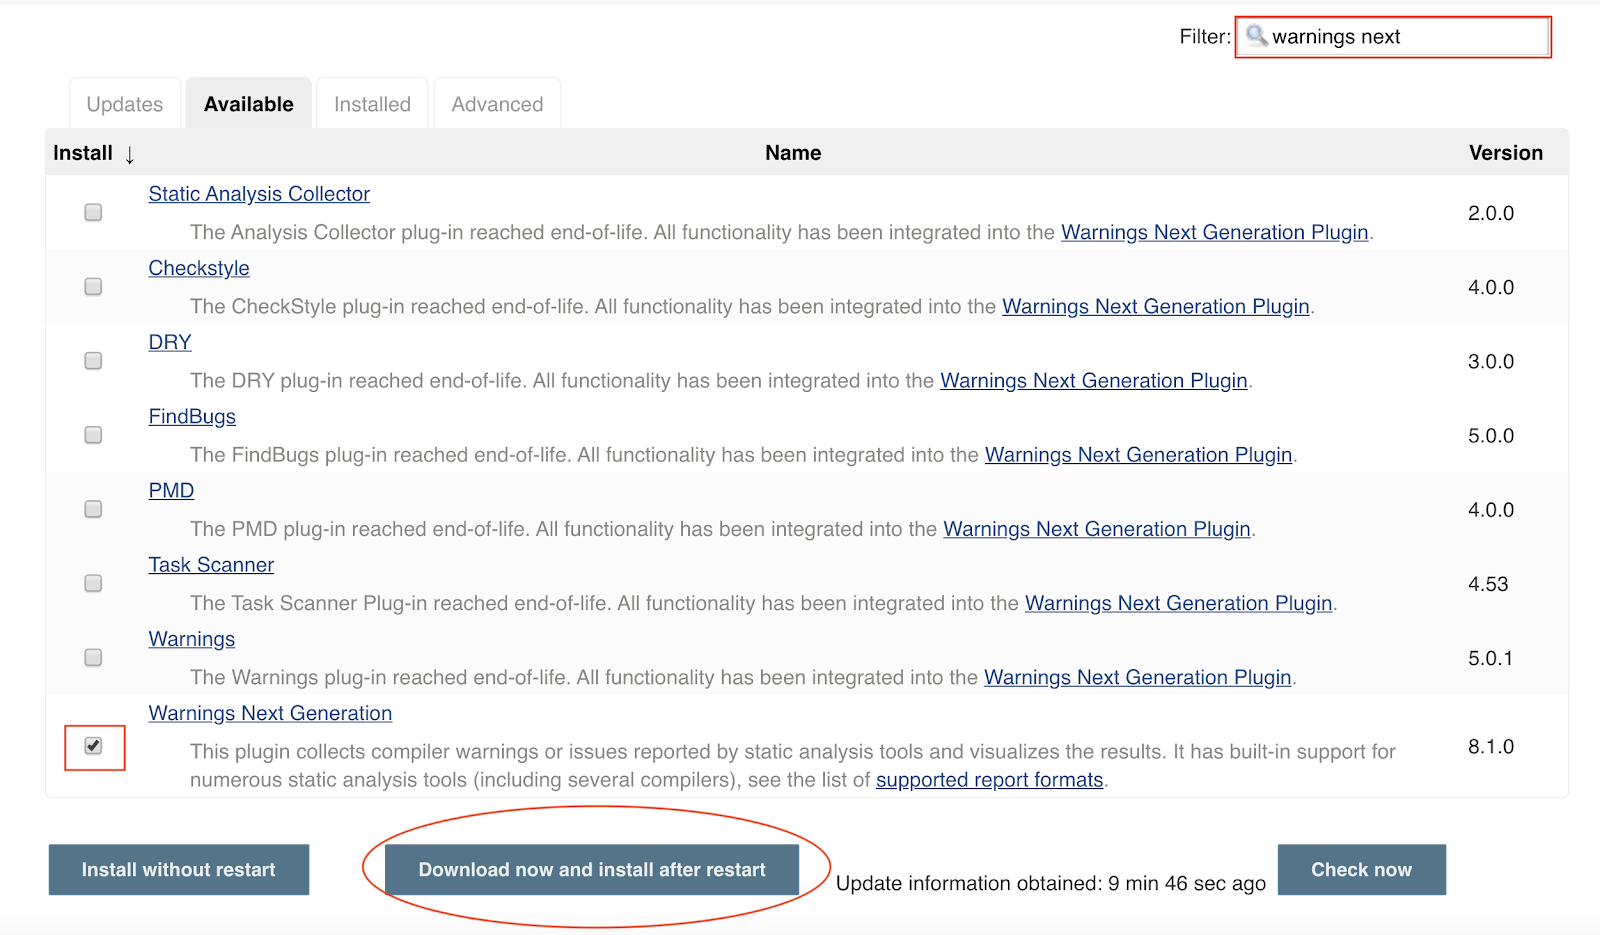 Filter: warnings next
Updates Available Installed Advanced
Install ↓ Name Version
Static Analysis Collector
The Analysis Collector plug-in reached end-of-life. All functionality has been integrated into the Warnings Next Generation Plugin.
2.0.0
Checkstyle
The CheckStyle plug-in reached end-of-life. All functionality has been integrated into the Warnings Next Generation Plugin.
4.0.0
DRY
The DRY plug-in reached end-of-life. All functionality has been integrated into the Warnings Next Generation Plugin.
3.0.0
FindBugs
The FindBugs plug-in reached end-of-life. All functionality has been integrated into the Warnings Next Generation Plugin.
5.0.0
PMD
The PMD plug-in reached end-of-life. All functionality has been integrated into the Warnings Next Generation Plugin.
4.0.0
Task Scanner
The Task Scanner Plug-in reached end-of-life. All functionality has been integrated into the Warnings Next Generation Plugin.
4.53
Warnings
The Warnings plug-in reached end-of-life. All functionality has been integrated into the Warnings Next Generation Plugin.
5.0.1
Warnings Next Generation
This plugin collects compiler warnings or issues reported by static analysis tools and visualizes the results. It has built-in support for
numerous static analysis tools (including several compilers), see the list of supported report formats.
8.1.0
Install without restart
Download now and install after restart
Update information obtained: 9 min 46 sec ago
Check now